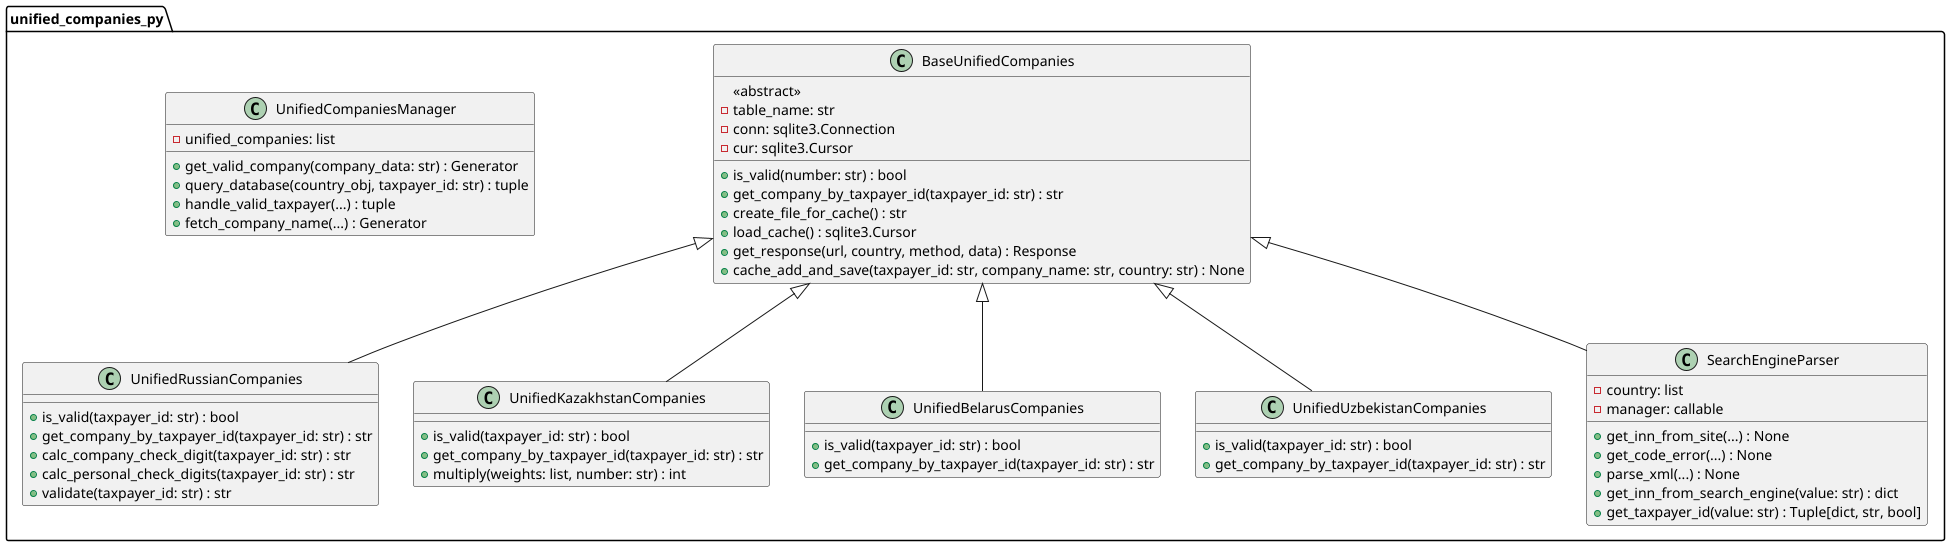 unified_companies_py
C UnifiedCompaniesManager
unified_companies: list
get_valid_company(company_data: str) : Generator
query_database(country_obj, taxpayer_id: str) : tuple
handle_valid_taxpayer(...) : tuple
fetch_company_name(...) : Generator
C BaseUnifiedCompanies
«abstract»
table_name: str
conn: sqlite3.Connection
cur: sqlite3.Cursor
is_valid(number: str) : bool
get_company_by_taxpayer_id(taxpayer_id: str) : str
create_file_for_cache() : str
load_cache() : sqlite3.Cursor
get_response(url, country, method, data) : Response
cache_add_and_save(taxpayer_id: str, company_name: str, country: str) : None
C UnifiedRussianCompanies
is_valid(taxpayer_id: str) : bool
get_company_by_taxpayer_id(taxpayer_id: str) : str
calc_company_check_digit(taxpayer_id: str) : str
calc_personal_check_digits(taxpayer_id: str) : str
validate(taxpayer_id: str) : str
C UnifiedKazakhstanCompanies
is_valid(taxpayer_id: str) : bool
get_company_by_taxpayer_id(taxpayer_id: str) : str
multiply(weights: list, number: str) : int
C UnifiedBelarusCompanies
is_valid(taxpayer_id: str) : bool
get_company_by_taxpayer_id(taxpayer_id: str) : str
C UnifiedUzbekistanCompanies
is_valid(taxpayer_id: str) : bool
get_company_by_taxpayer_id(taxpayer_id: str) : str
C SearchEngineParser
country: list
manager: callable
get_inn_from_site(...) : None
get_code_error(...) : None
parse_xml(...) : None
get_inn_from_search_engine(value: str) : dict
get_taxpayer_id(value: str) : Tuple[dict, str, bool]